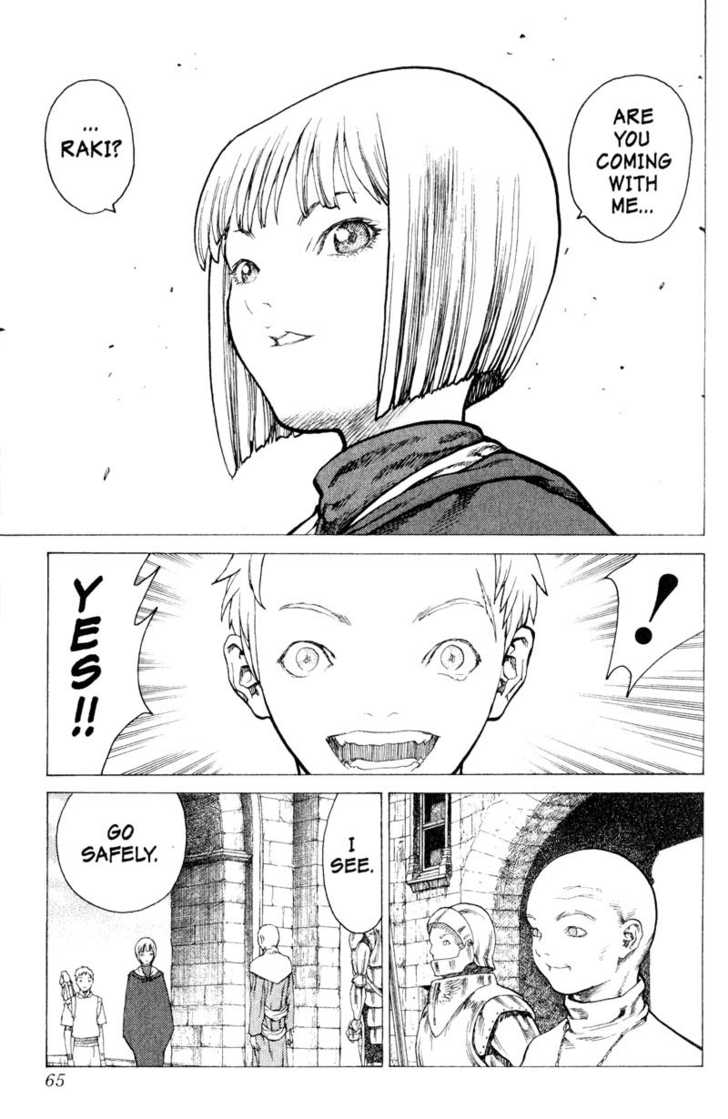 ARE
YOU
COMING
WITH
ME...
...
RAKI?
!
YES!!
I
SEE.
GO
SAFELY.
65